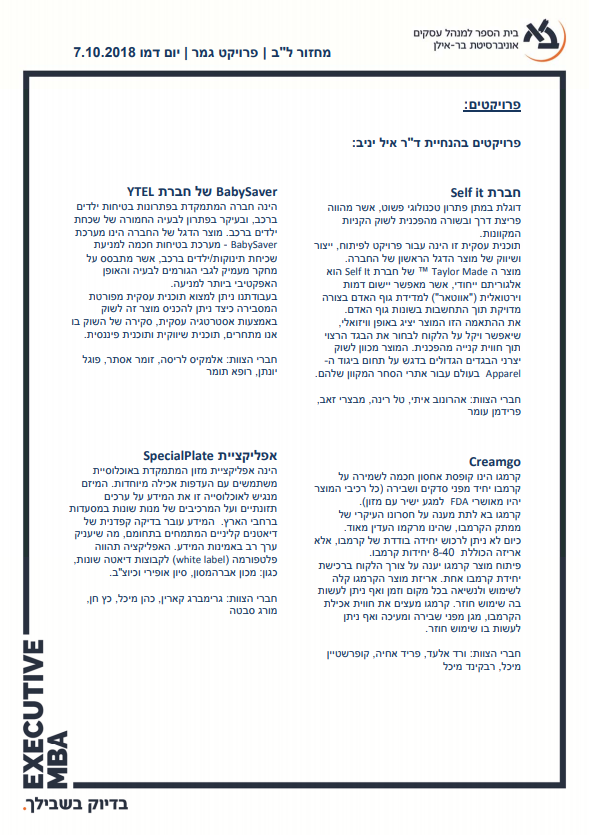 בית הספר למנהל עסקים
אוניברסיטת בר-אילן
מחזור ל"ב | פרויקט גמר | יום דמו 7.10.2018
פרויקטים:
פרויקטים בהנחיית ד"ר איל יניב:
חברת Self it
דוגלת במתן פתרון טכנולוגי פשוט, אשר מהווה
פריצת דרך ובשורה מהפכנית לשוק הקניות
המקוונות.
תוכנית עסקית זו הינה עבור פרויקט לפיתוח, ייצור
ושיווק של מוצר הדגל הראשון של החברה.
מוצר ה Taylor Made ™ של חברת Self It הוא
אלגוריתם ייחודי, אשר מאפשר יישום דמות
וירטואלית ("אווטאר") למדידת גוף האדם בצורה
מדויקת תוך התחשבות בשונות גוף האדם.
את ההתאמה הזו המוצר יציג באופן וויזואלי,
שיאפשר ויקל על הלקוח לבחור את הבגד הרצוי
תוך חווית קנייה מהפכנית. המוצר מכוון לשוק
יצרני הבגדים הגדולים בדגש על תחום ביגוד ה-
Apparel בעולם עבור אתרי הסחר המקוון שלהם.
חברי הצוות: אהרונוב איתי, טל רינה, מבצרי זאב,
פרידמן עומר
BabySaver של חברת YTEL
הינה חברה המתמקדת בפתרונות בטיחות ילדים
ברכב, ובעיקר בפתרון לבעיה החמורה של שכחת
ילדים ברכב. מוצר הדגל של החברה הינו מערכת
BabySaver - מערכת בטיחות חכמה למניעת
שכיחת תינוקות/ילדים ברכב, אשר מתבסס על
מחקר מעמיק לגבי הגורמים לבעיה והאופן
האפקטיבי ביותר למניעה.
בעבודתנו ניתן למצוא תוכנית עסקית מפורטת
המסבירה כיצד ניתן להכניס מוצר זה לשוק
באמצעות אסטרטגיה עסקית, סקירה של השוק בו
אנו מתחרים, תוכנית שיווקית ותוכנית פיננסית.
חברי הצוות: אלמקיס לריסה, זומר אסתר, פוגל
יונתן, רופא תומר
Creamgo
קרמגו הינו קופסת אחסון חכמה לשמירה על
קרמבו יחיד מפני סדקים ושבירה (כל רכיבי המוצר
יהיו מאושרי FDA למגע ישיר עם מזון).
קרמגו בא לתת מענה על חסרונו העיקרי של
ממתק הקרמבו, שהינו מרקמו העדין מאוד.
כיום לא ניתן לרכוש יחידה בודדת של קרמבו, אלא
אריזה הכוללת 8-40 יחידות קרמבו.
פיתוח מוצר קרמגו יענה על צורך הלקוח ברכישת
יחידת קרמבו אחת. אריזת מוצר הקרמגו קלה
לשימוש ולנשיאה בכל מקום וזמן ואף ניתן לעשות
בה שימוש חוזר. קרמגו מעצים את חווית אכילת
הקרמבו, מגן מפני שבירה ומעיכה ואף ניתן
לעשות בו שימוש חוזר.
חברי הצוות: ורד אלעד, פריד אחיה, קופרשטיין
מיכל, רבקינד מיכל
אפליקציית SpecialPlate
הינה אפליקציית מזון המתמקדת באוכלוסיית
משתמשים עם העדפות אכילה מיוחדות. המיזם
מנגיש לאוכלוסייה זו את המידע על ערכים
תזונתיים ועל המרכיבים של מנות שונות במסעדות
ברחבי הארץ. המידע עובר בדיקה קפדנית של
דיאטנים קליניים המתמחים בתחומם, מה שיעניק
ערך רב באמינות המידע. האפליקציה תהווה
פלטפורמה (white label) לקבוצות דיאטה שונות,
כגון: מכון אברהמסון, סיון אופירי וכיוצ"ב.
חברי הצוות: גרימברג קארין, כהן מיכל, כץ חן,
מורג סבטה
EXECUTIVE
MBA
בדיוק בשבילך.